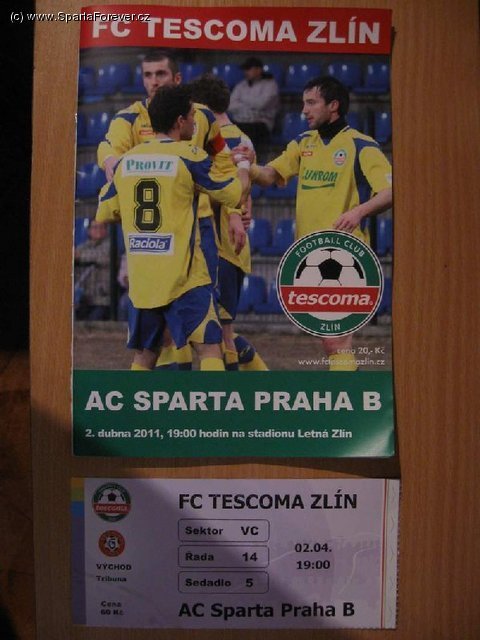 (c) www.SpartaForever.cz
FC TESCOMA ZLÍN
PROVIT
8
Raciola
LUKROM
FOOTBALL CLUB
tescoma.
ZLÍN
cena 20,- Kč
www.fctescomazlin.cz
AC SPARTA PRAHA B
2. dubna 2011, 19:00 hodin na stadionu Letná Zlín
tescoma
FC TESCOMA ZLÍN
Sektor VC
Řada 14
Sedadlo 5
02.04.
19:00
VÝCHOD
Tribuna
Cena
60 Kč
AC Sparta Praha B